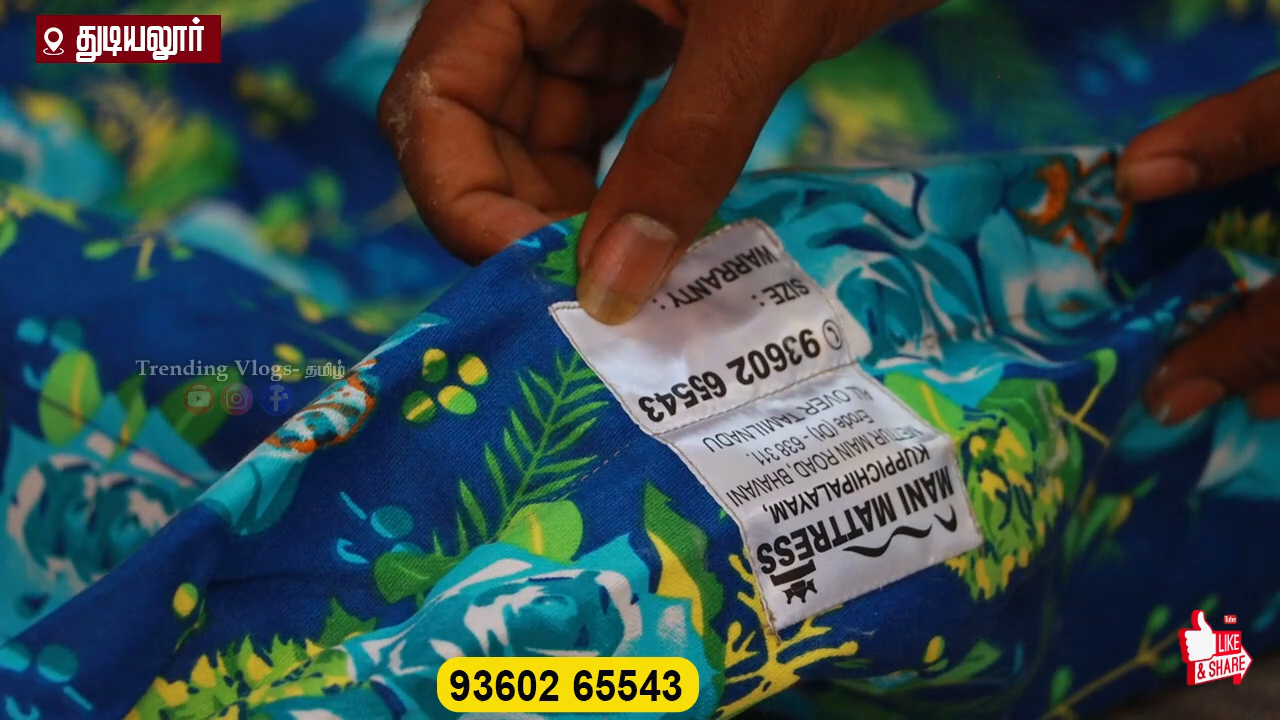 துடியலூர்
Trending Vlogs- தமிழ்
MANI MATTRESS
KUPPICHIPALAYAM,
METTUR MAIN ROAD, BHAVANI
Erode (Dt) - 638 311.
ALL OVER TAMILNADU
93602 65543
SIZE :
WARRANTY :
93602 65543
Tube
LIKE
& SHARE